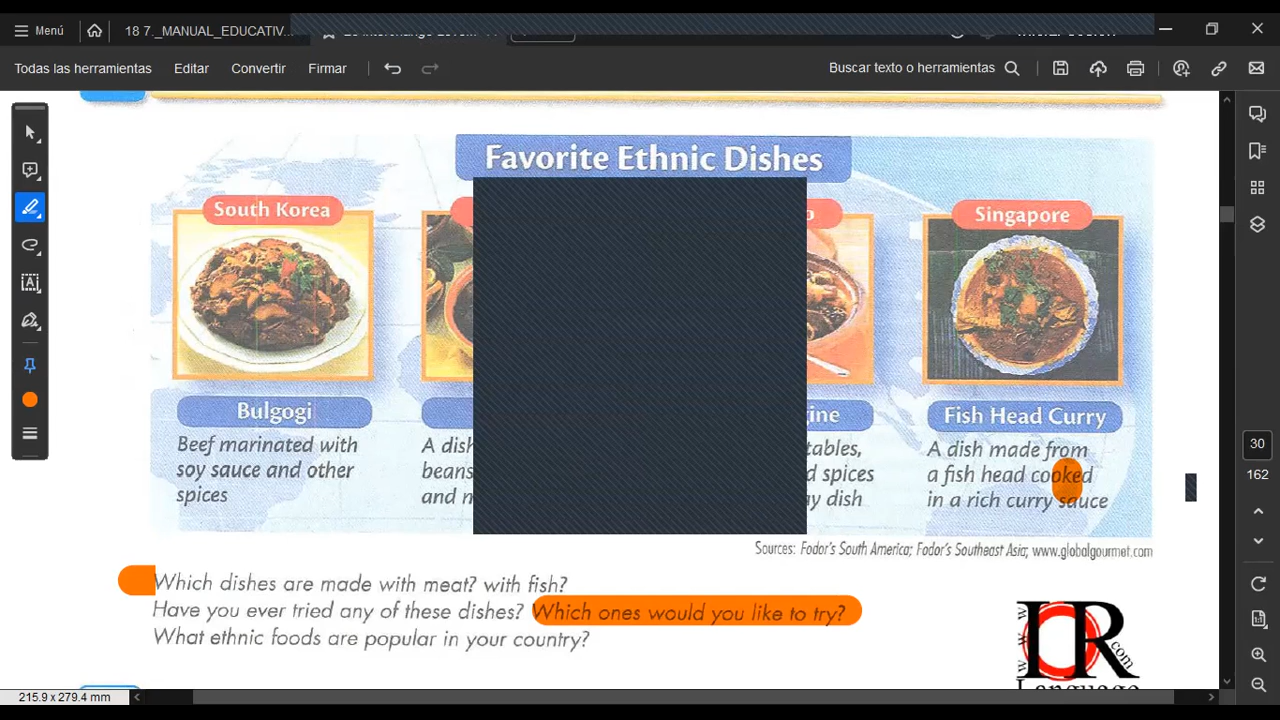 Menú
18 7._MANUAL_EDUCATIV...
Todas las herramientas
Editar
Convertir
Firmar
Buscar texto o herramientas
Favorite Ethnic Dishes
South Korea
Singapore
Bulgogi
Fish Head Curry
Beef marinated with
soy sauce and other
spices
A dish made from
a fish head cooked
in a rich curry sauce
beans
spices
dish
Sources: Fodor's South America; Fodor's Southeast Asia; www.globalgourmet.com
Which dishes are made with meat? with fish?
Have you ever tried any of these dishes? Which ones would you like to try?
What ethnic foods are popular in your country?
30
162
215.9 x 279.4 mm
www
.com